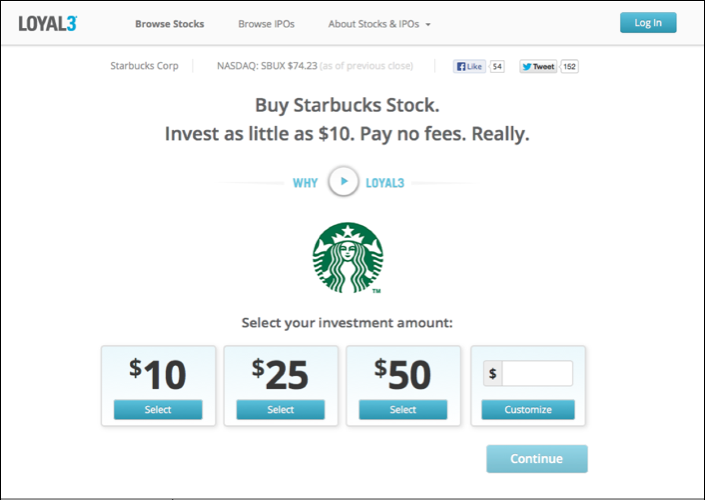 LOYAL3 Browse Stocks Browse IPOs About Stocks & IPOs Log In
Starbucks Corp NASDAQ: SBUX $74.23 (as of previous close) Like 54 Tweet 152
Buy Starbucks Stock.
Invest as little as $10. Pay no fees. Really.
WHY LOYAL3
TM
Select your investment amount:
$10 $25 $50 $
Select Select Select Customize
Continue